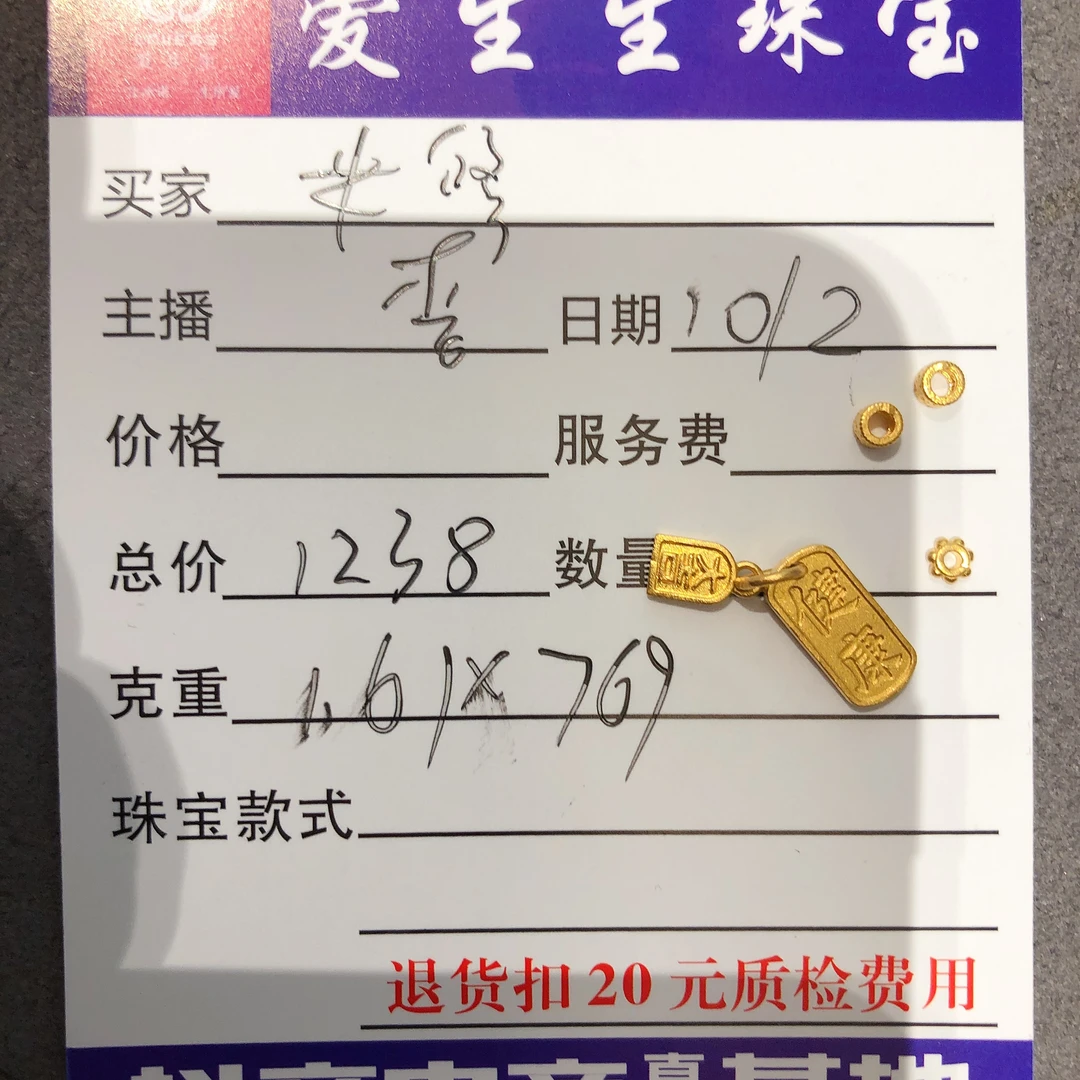 爱生生珠宝
买家
主播 日期 10/2
价格 服务费
总价 1238 数量
克重 1.61X769
珠宝款式
退货扣20元质检费用
健康